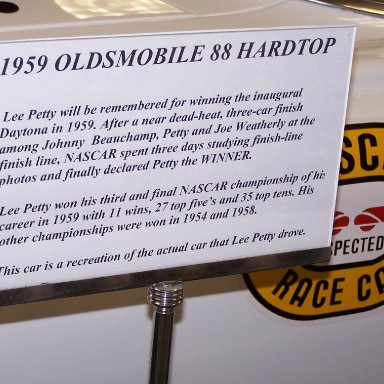 1959 OLDSMOBILE 88 HARDTOP
Lee Petty will be remembered for winning the inaugural
Daytona in 1959. After a near dead-heat, three-car finish
among Johnny Beauchamp, Petty and Joe Weatherly at the
finish line, NASCAR spent three days studying finish-line
photos and finally declared Petty the WINNER.
Lee Petty won his third and final NASCAR championship of his
career in 1959 with 11 wins, 27 top five's and 35 top tens. His
other championships were won in 1954 and 1958.
This car is a recreation of the actual car that Lee Petty drove.
SCAR
SPECTED
RACE CA